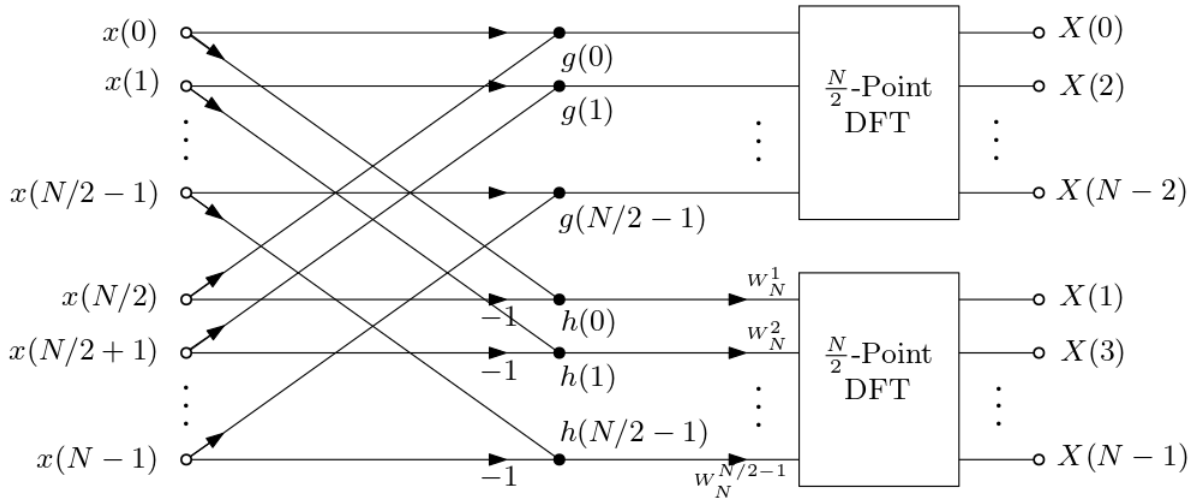 x(0)
g(0)
X(0)
x(1)
g(1)
N/2-Point
DFT
X(2)
x(N/2 − 1)
g(N/2 − 1)
X(N − 2)
x(N/2)
−1
h(0)
W_N^1
X(1)
x(N/2 + 1)
−1
h(1)
W_N^2
N/2-Point
DFT
X(3)
x(N − 1)
−1
h(N/2 − 1)
W_N^{N/2−1}
X(N − 1)